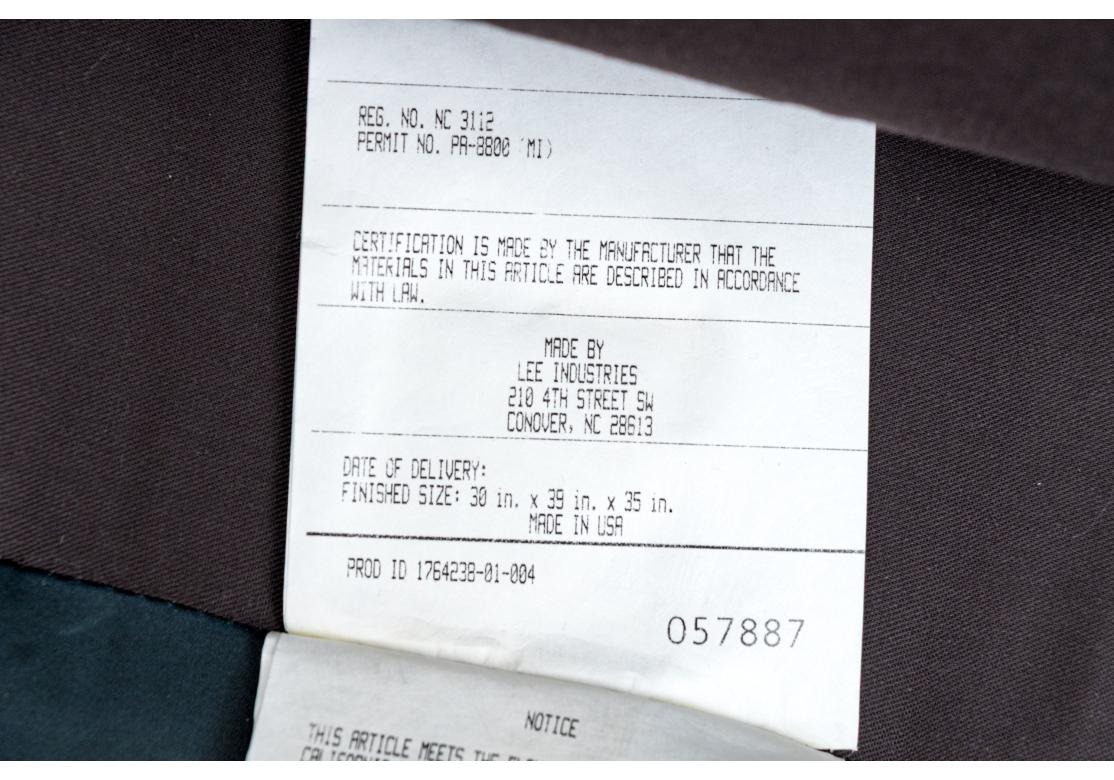 REG. NO. NC 3112
PERMIT NO. PA-8800 (MI)
CERTIFICATION IS MADE BY THE MANUFACTURER THAT THE
MATERIALS IN THIS ARTICLE ARE DESCRIBED IN ACCORDANCE
WITH LAW.
MADE BY
LEE INDUSTRIES
210 4TH STREET SW
CONOVER, NC 28613
DATE OF DELIVERY:
FINISHED SIZE: 30 in. x 39 in. x 35 in.
MADE IN USA
PROD ID 1764238-01-004
057887
NOTICE
THIS ARTICLE MEETS THE